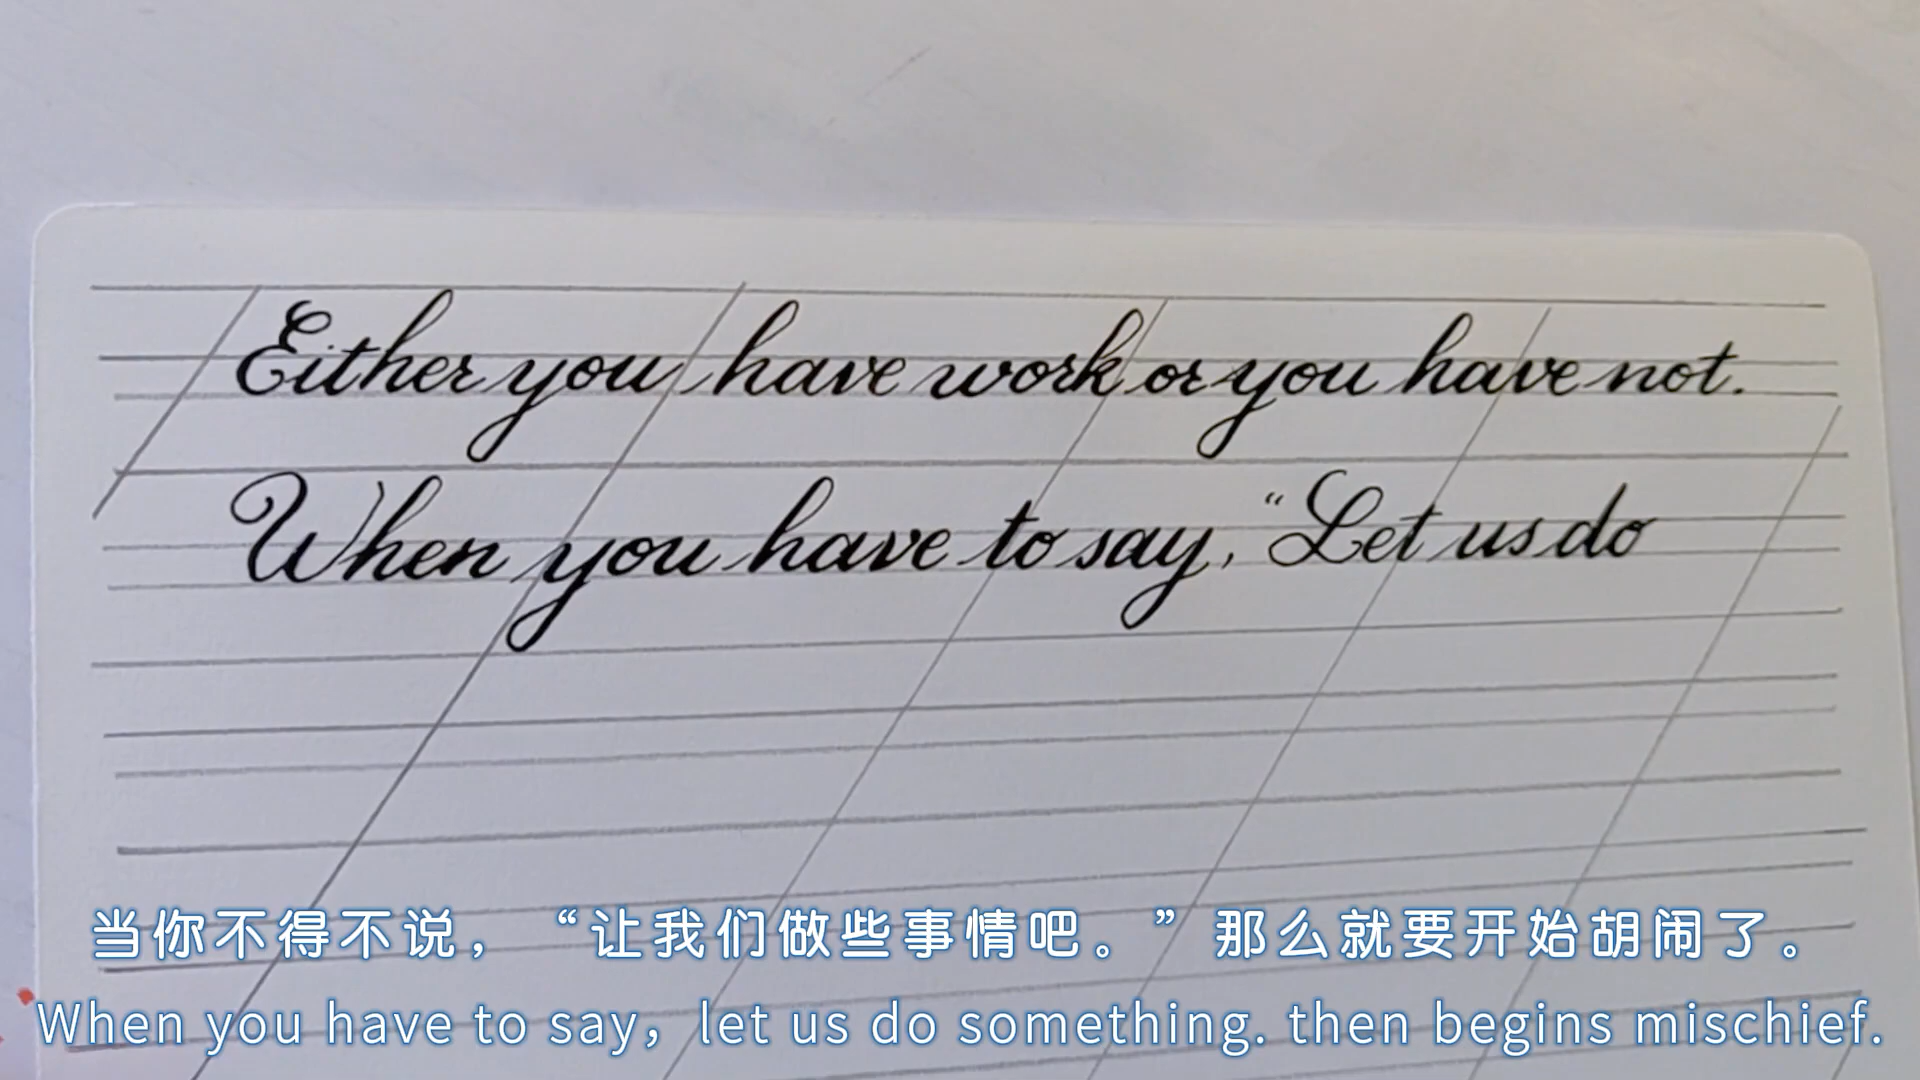 Either you have work or you have not.
When you have to say, “Let us do
当你不得不说，“让我们做些事情吧。”那么就要开始胡闹了。
When you have to say，let us do something. then begins mischief.